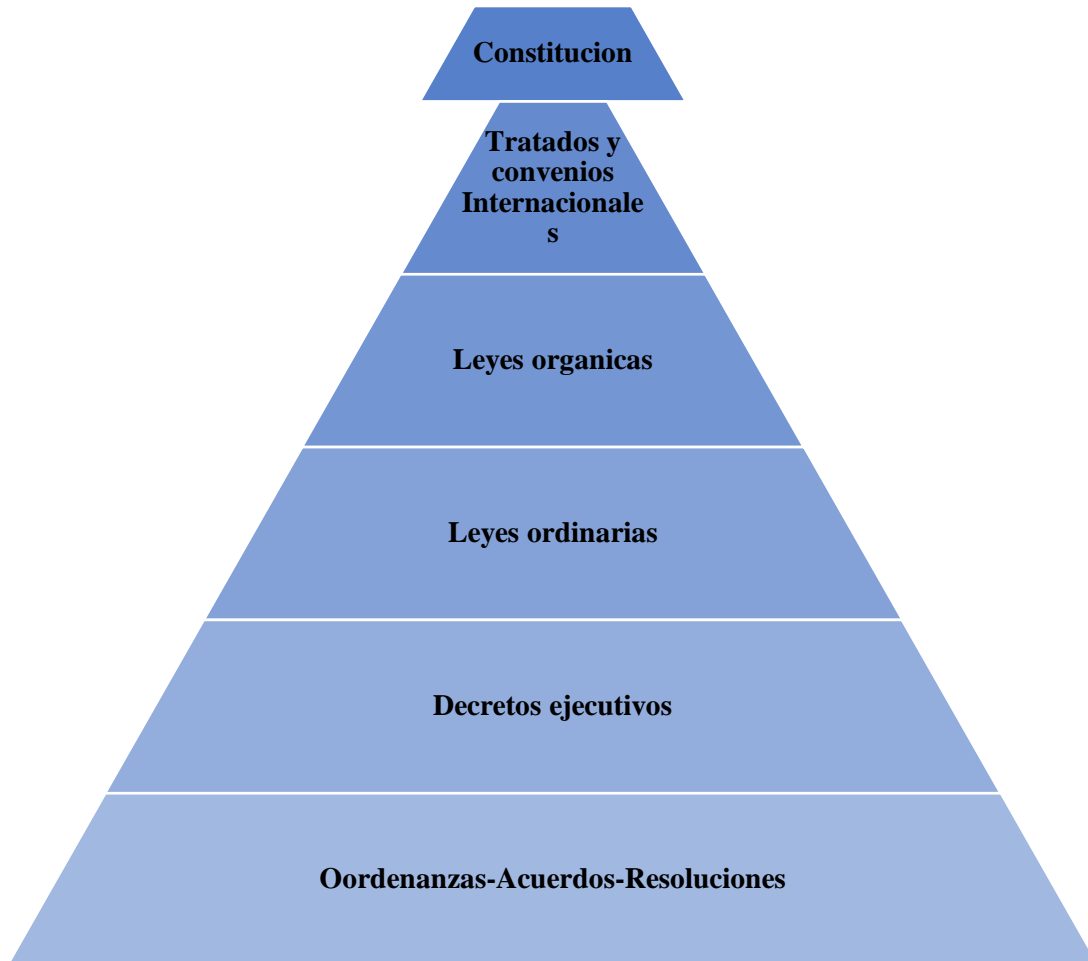 Constitucion
Tratados y
convenios
Internacionale
s
Leyes organicas
Leyes ordinarias
Decretos ejecutivos
Oordenanzas-Acuerdos-Resoluciones